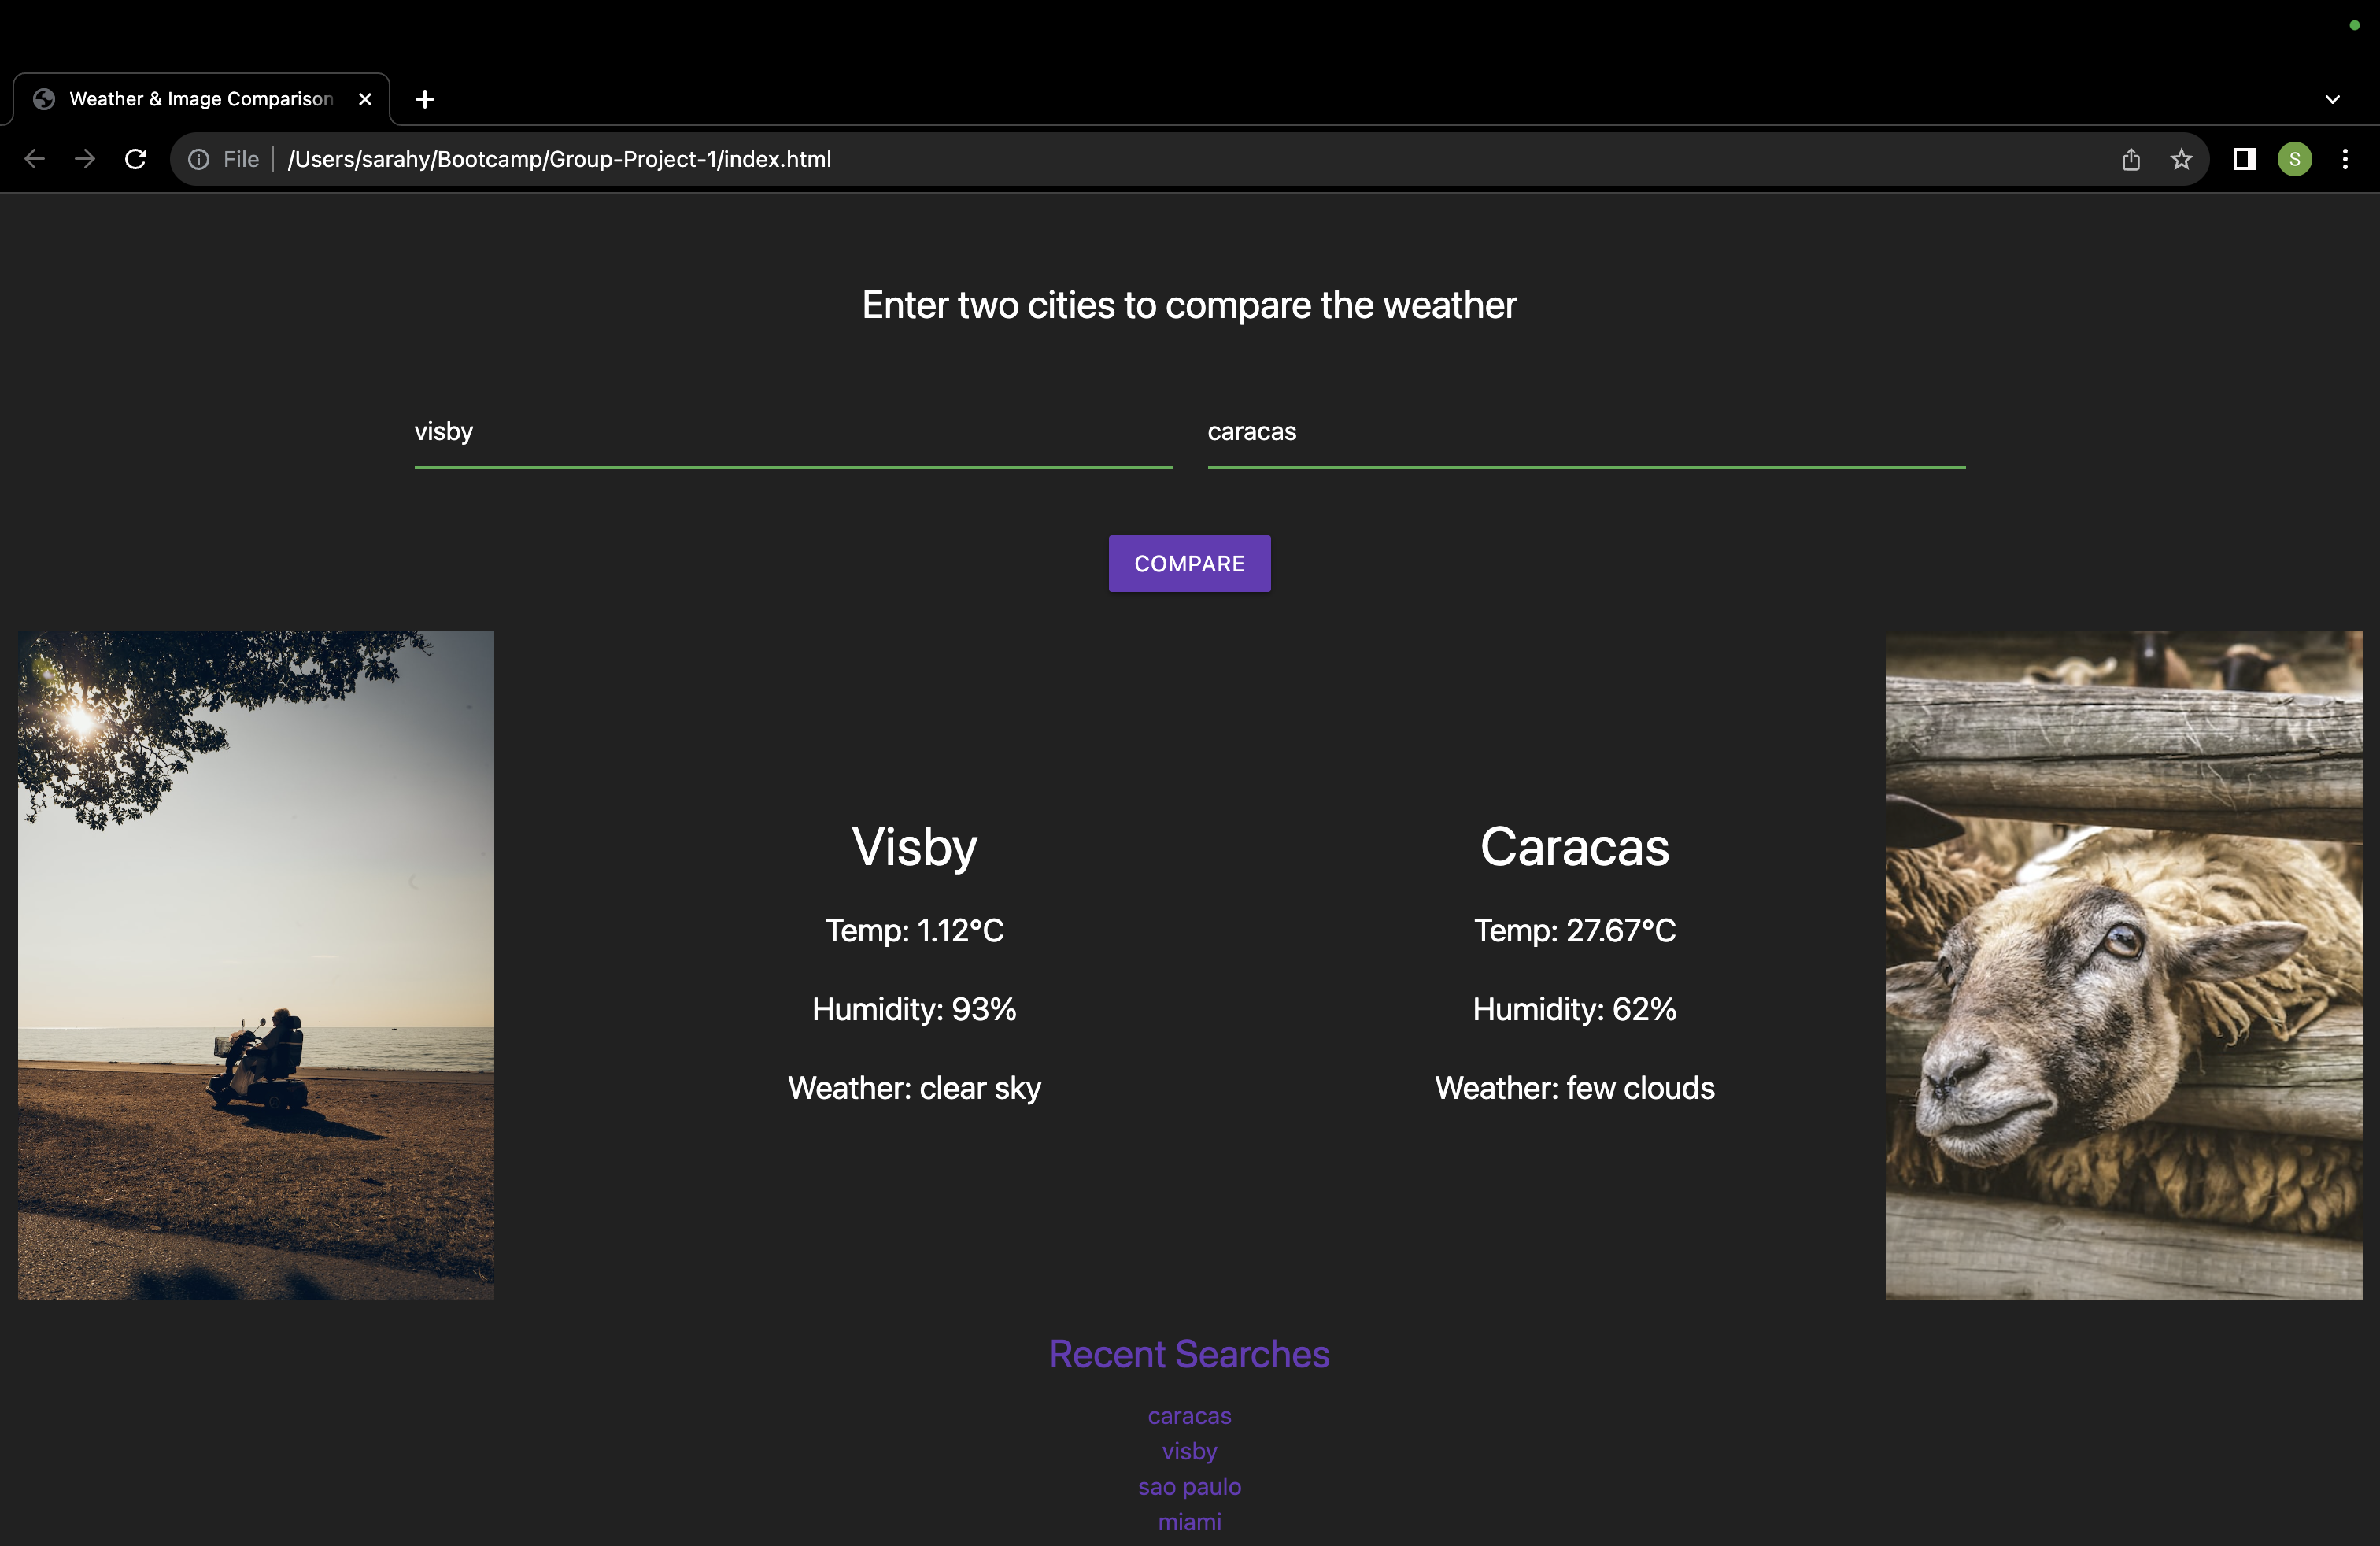 Weather & Image Comparison
File /Users/sarahy/Bootcamp/Group-Project-1/index.html
S
Enter two cities to compare the weather
visby
caracas
COMPARE
Visby
Temp: 1.12°C
Humidity: 93%
Weather: clear sky
Caracas
Temp: 27.67°C
Humidity: 62%
Weather: few clouds
Recent Searches
caracas
visby
sao paulo
miami